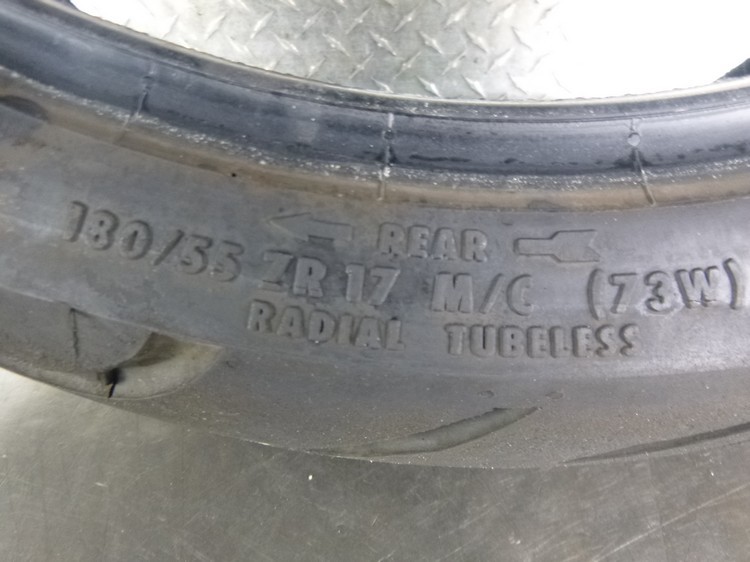 REAR
180/55 ZR 17 M/C (73W)
RADIAL TUBELESS